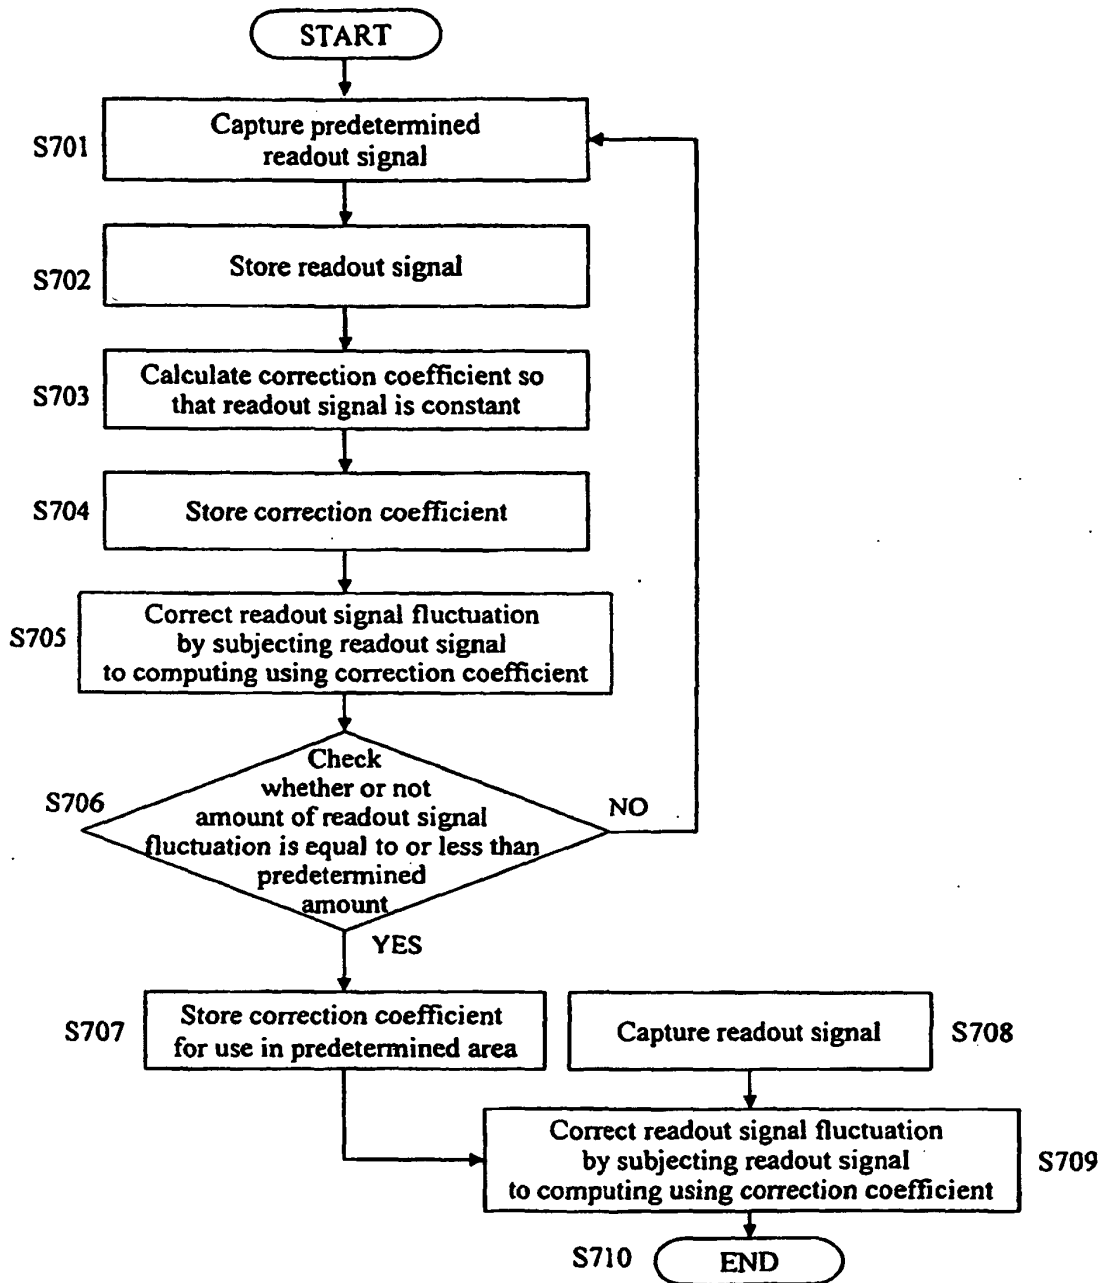 START
S701
Capture predetermined
readout signal
S702
Store readout signal
S703
Calculate correction coefficient so
that readout signal is constant
S704
Store correction coefficient
S705
Correct readout signal fluctuation
by subjecting readout signal
to computing using correction coefficient
S706
Check
whether or not
amount of readout signal
fluctuation is equal to or less than
predetermined
amount
NO
YES
S707
Store correction coefficient
for use in predetermined area
Capture readout signal
S708
Correct readout signal fluctuation
by subjecting readout signal
to computing using correction coefficient
S709
S710
END